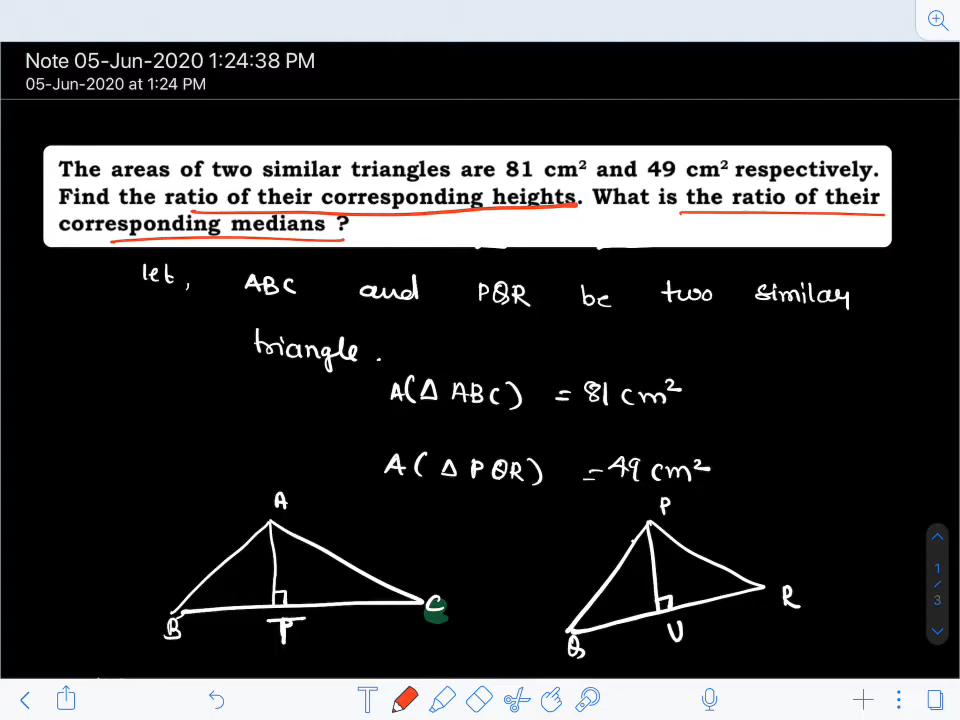 Note 05-Jun-2020 1:24:38 PM
05-Jun-2020 at 1:24 PM
The areas of two similar triangles are 81 cm² and 49 cm² respectively.
Find the ratio of their corresponding heights. What is the ratio of their
corresponding medians ?
let, ABC and PQR be two similar
triangle.
A(Δ ABC) = 81 cm²
A(Δ PQR) = 49 cm²
A P
B P C Q U R
1
/
3
T